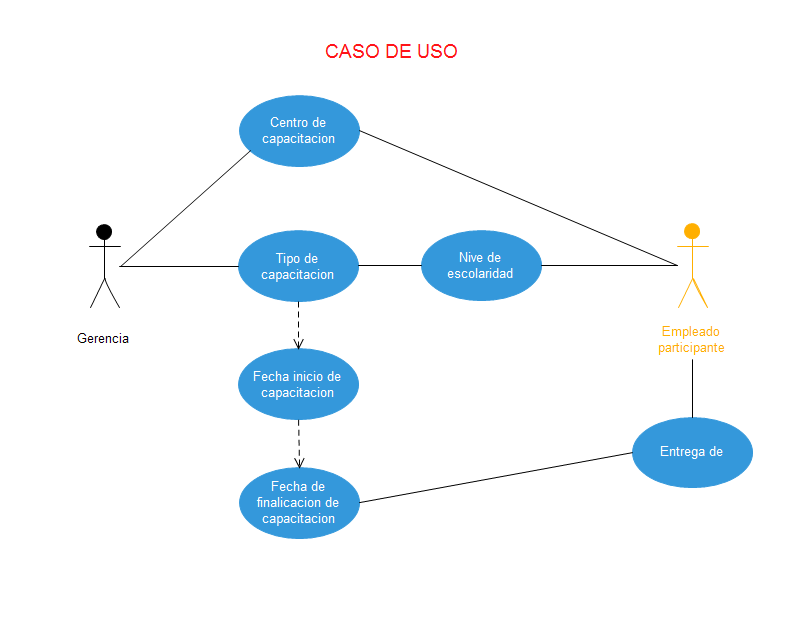 CASO DE USO
Centro de
capacitacion
Tipo de
capacitacion
Nive de
escolaridad
Gerencia
Empleado
participante
Fecha inicio de
capacitacion
Entrega de
Fecha de
finalicacion de
capacitacion